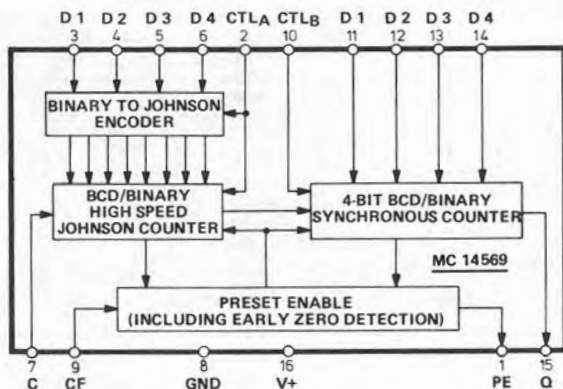 D 1 D 2 D 3 D 4 CTLA CTLB D 1 D 2 D 3 D 4
3 4 5 6 2 10 11 12 13 14
BINARY TO JOHNSON
ENCODER
BCD/BINARY
HIGH SPEED
JOHNSON COUNTER
4-BIT BCD/BINARY
SYNCHRONOUS COUNTER
MC 14569
PRESET ENABLE
(INCLUDING EARLY ZERO DETECTION)
7 9 8 16 1 15
C CF GND V+ PE Q